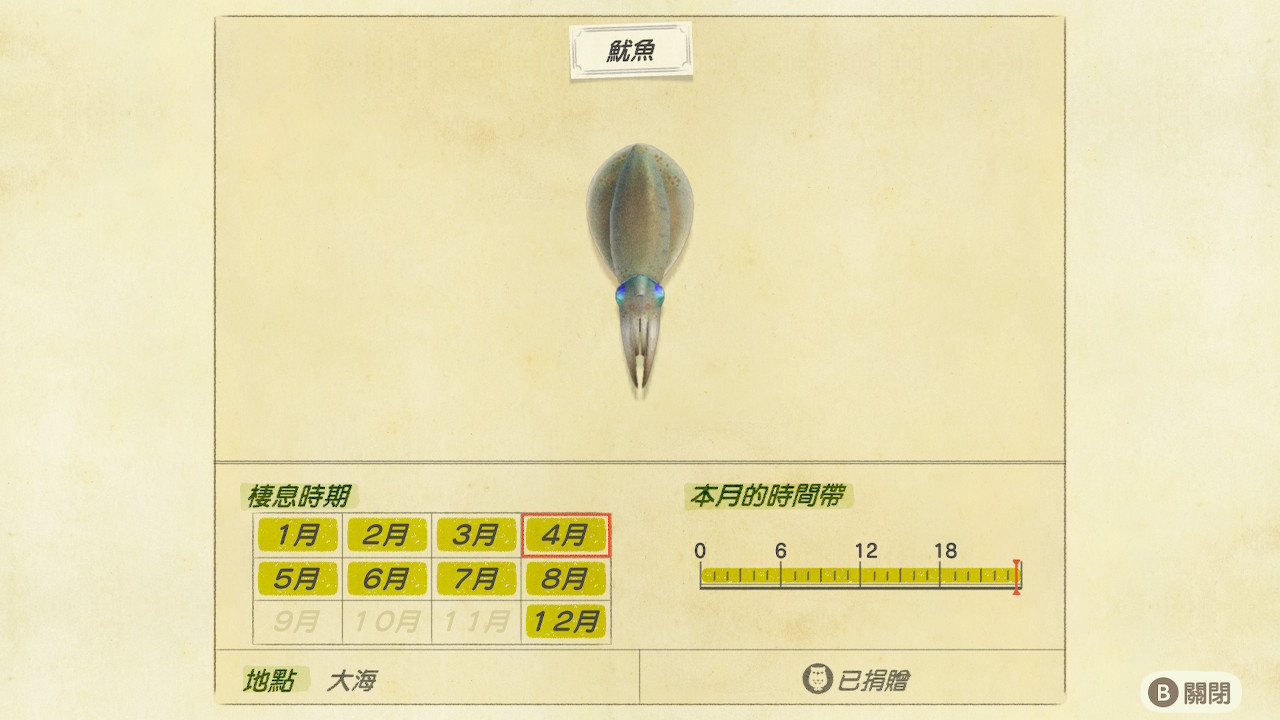 魷魚
棲息時期
1月 2月 3月 4月
5月 6月 7月 8月
9月 10月 11月 12月
本月的時間帶
0 6 12 18
地點 大海
已捐贈
B 關閉